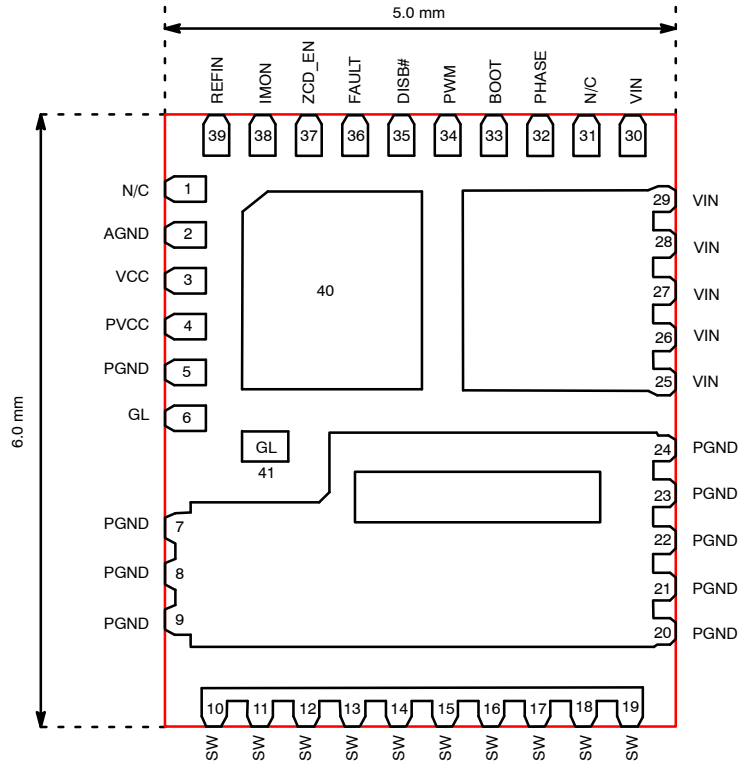 5.0 mm
REFIN
IMON
ZCD_EN
FAULT
DISB#
PWM
BOOT
PHASE
N/C
VIN
39
38
37
36
35
34
33
32
31
30
6.0 mm
N/C 1
AGND 2
VCC 3
PVCC 4
PGND 5
GL 6
40
29 VIN
28 VIN
27 VIN
26 VIN
25 VIN
GL
41
24 PGND
23 PGND
22 PGND
21 PGND
20 PGND
PGND 7
PGND 8
PGND 9
10
11
12
13
14
15
16
17
18
19
SW
SW
SW
SW
SW
SW
SW
SW
SW
SW